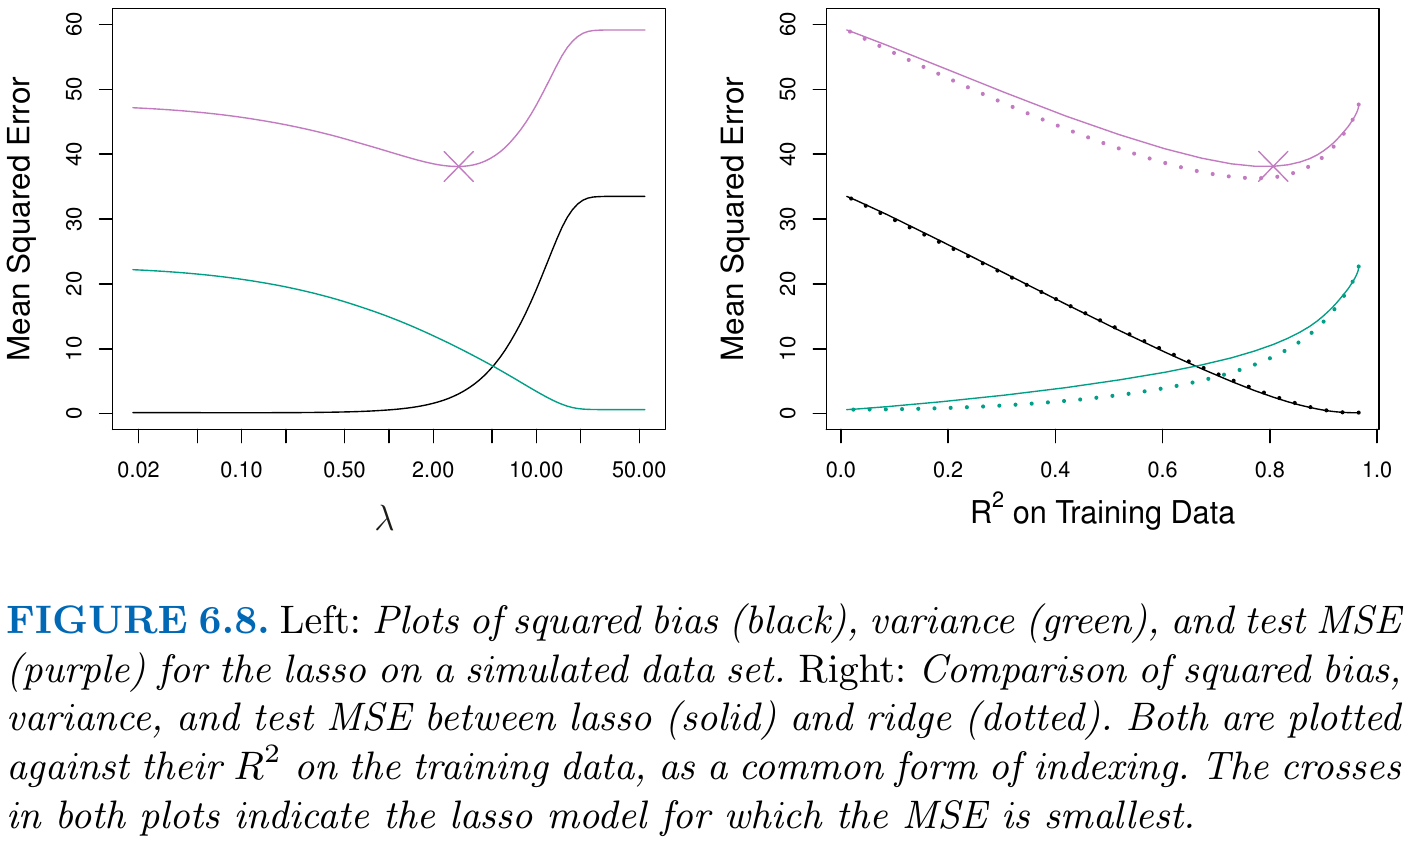 Mean Squared Error
0 10 20 30 40 50 60
0.02 0.10 0.50 2.00 10.00 50.00
λ
Mean Squared Error
0 10 20 30 40 50 60
0.0 0.2 0.4 0.6 0.8 1.0
R² on Training Data
FIGURE 6.8. Left: Plots of squared bias (black), variance (green), and test MSE
(purple) for the lasso on a simulated data set. Right: Comparison of squared bias,
variance, and test MSE between lasso (solid) and ridge (dotted). Both are plotted
against their R² on the training data, as a common form of indexing. The crosses
in both plots indicate the lasso model for which the MSE is smallest.